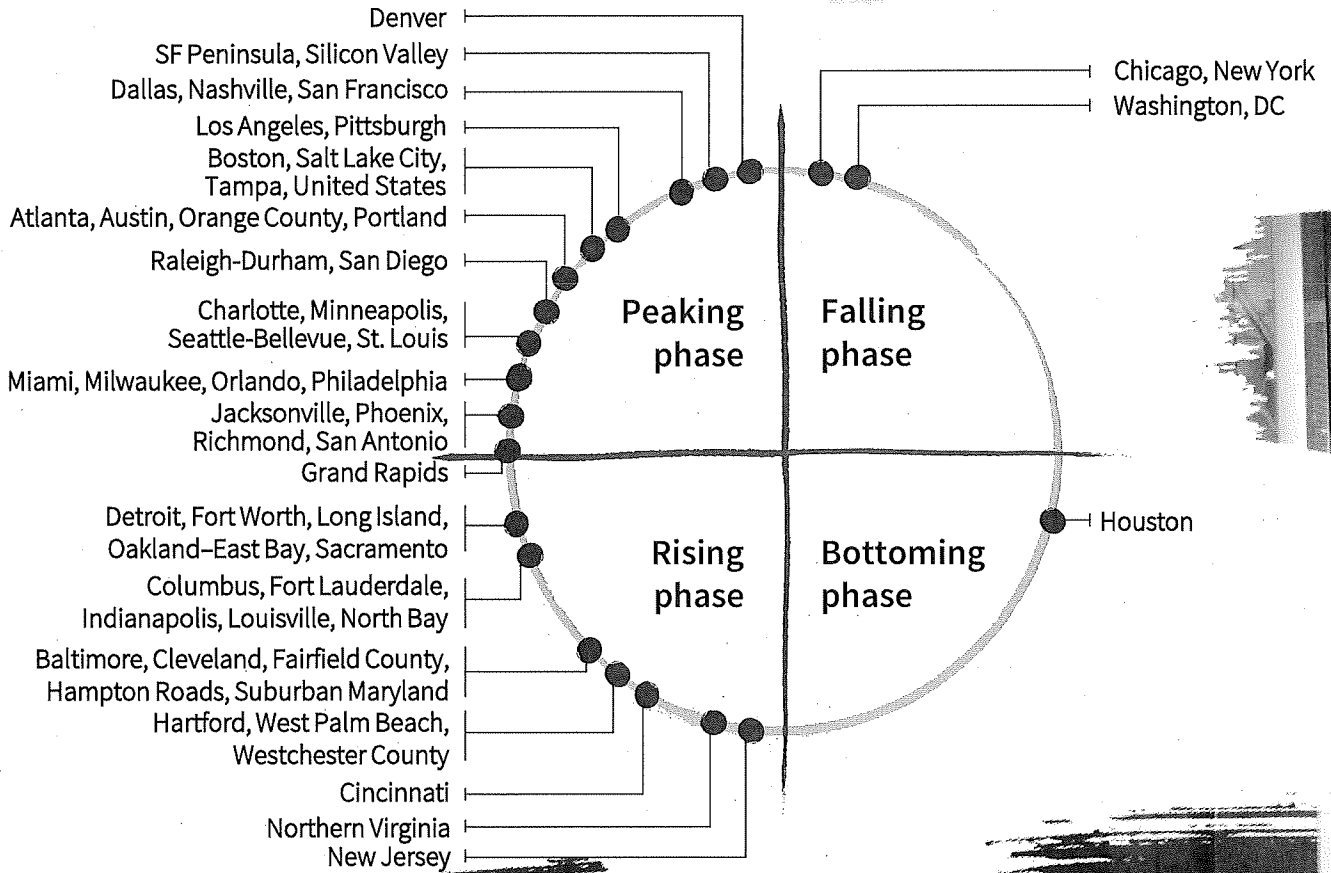 Denver
SF Peninsula, Silicon Valley
Dallas, Nashville, San Francisco
Los Angeles, Pittsburgh
Boston, Salt Lake City,
Tampa, United States
Atlanta, Austin, Orange County, Portland
Raleigh-Durham, San Diego
Charlotte, Minneapolis,
Seattle-Bellevue, St. Louis
Miami, Milwaukee, Orlando, Philadelphia
Jacksonville, Phoenix,
Richmond, San Antonio
Grand Rapids
Detroit, Fort Worth, Long Island,
Oakland–East Bay, Sacramento
Columbus, Fort Lauderdale,
Indianapolis, Louisville, North Bay
Baltimore, Cleveland, Fairfield County,
Hampton Roads, Suburban Maryland
Hartford, West Palm Beach,
Westchester County
Cincinnati
Northern Virginia
New Jersey
Peaking
phase
Falling
phase
Rising
phase
Bottoming
phase
Chicago, New York
Washington, DC
Houston